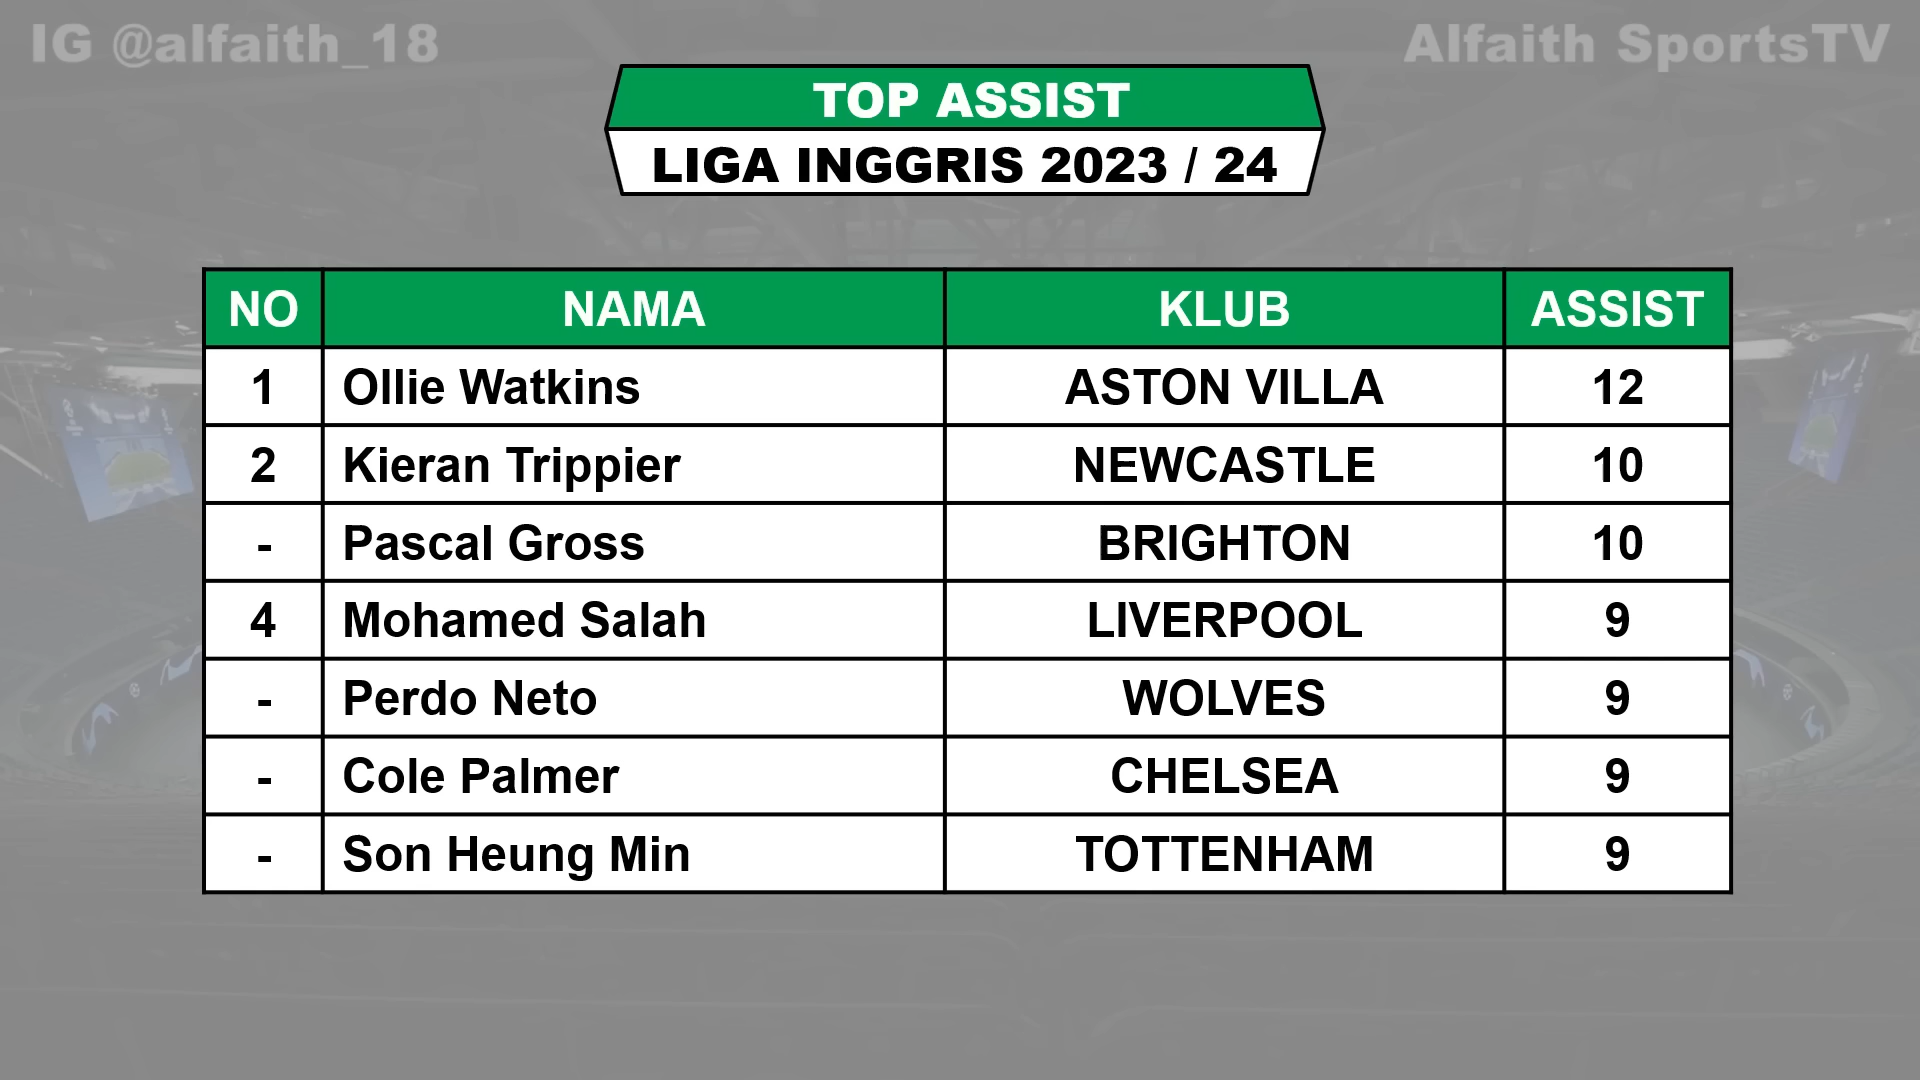 IG @alfaith_18
Alfaith SportsTV
TOP ASSIST
LIGA INGGRIS 2023 / 24
NO NAMA KLUB ASSIST
1 Ollie Watkins ASTON VILLA 12
2 Kieran Trippier NEWCASTLE 10
- Pascal Gross BRIGHTON 10
4 Mohamed Salah LIVERPOOL 9
- Perdo Neto WOLVES 9
- Cole Palmer CHELSEA 9
- Son Heung Min TOTTENHAM 9